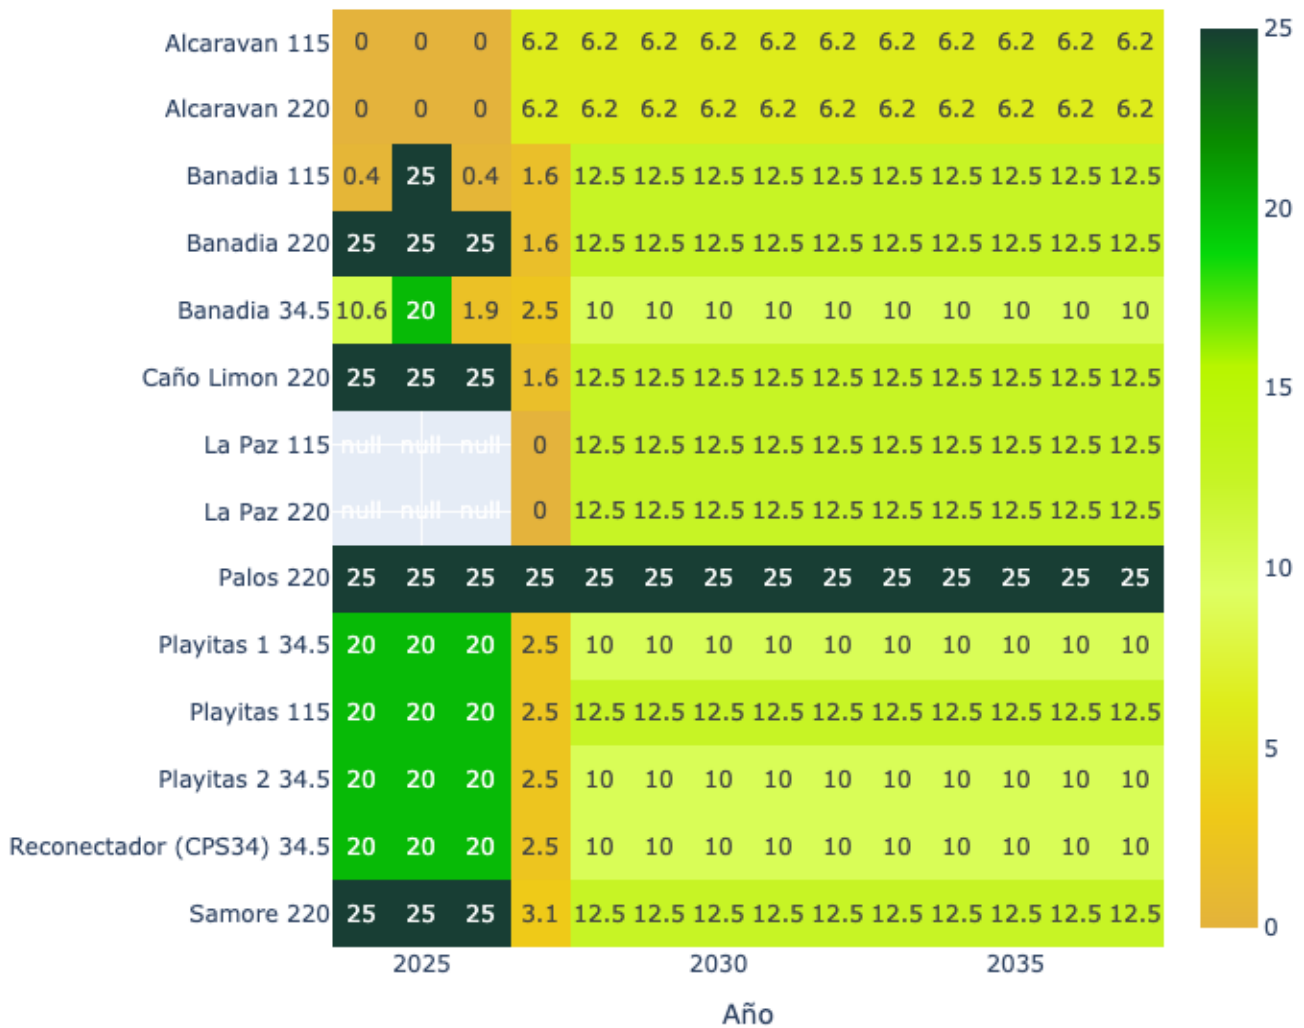 Alcaravan 115 0 0 0 6.2 6.2 6.2 6.2 6.2 6.2 6.2 6.2 6.2 6.2 6.2 25
Alcaravan 220 0 0 0 6.2 6.2 6.2 6.2 6.2 6.2 6.2 6.2 6.2 6.2 6.2
Banadia 115 0.4 25 0.4 1.6 12.5 12.5 12.5 12.5 12.5 12.5 12.5 12.5 12.5 12.5
20
Banadia 220 25 25 25 1.6 12.5 12.5 12.5 12.5 12.5 12.5 12.5 12.5 12.5 12.5
Banadia 34.5 10.6 20 1.9 2.5 10 10 10 10 10 10 10 10 10 10
Caño Limon 220 25 25 25 1.6 12.5 12.5 12.5 12.5 12.5 12.5 12.5 12.5 12.5 12.5
15
La Paz 115 null null null 0 12.5 12.5 12.5 12.5 12.5 12.5 12.5 12.5 12.5 12.5
La Paz 220 null null null 0 12.5 12.5 12.5 12.5 12.5 12.5 12.5 12.5 12.5 12.5
Palos 220 25 25 25 25 25 25 25 25 25 25 25 25 25 25
10
Playitas 1 34.5 20 20 20 2.5 10 10 10 10 10 10 10 10 10 10
Playitas 115 20 20 20 2.5 12.5 12.5 12.5 12.5 12.5 12.5 12.5 12.5 12.5 12.5
5
Playitas 2 34.5 20 20 20 2.5 10 10 10 10 10 10 10 10 10 10
Reconectador (CPS34) 34.5 20 20 20 2.5 10 10 10 10 10 10 10 10 10 10
Samore 220 25 25 25 3.1 12.5 12.5 12.5 12.5 12.5 12.5 12.5 12.5 12.5 12.5
0
2025 2030 2035
Año